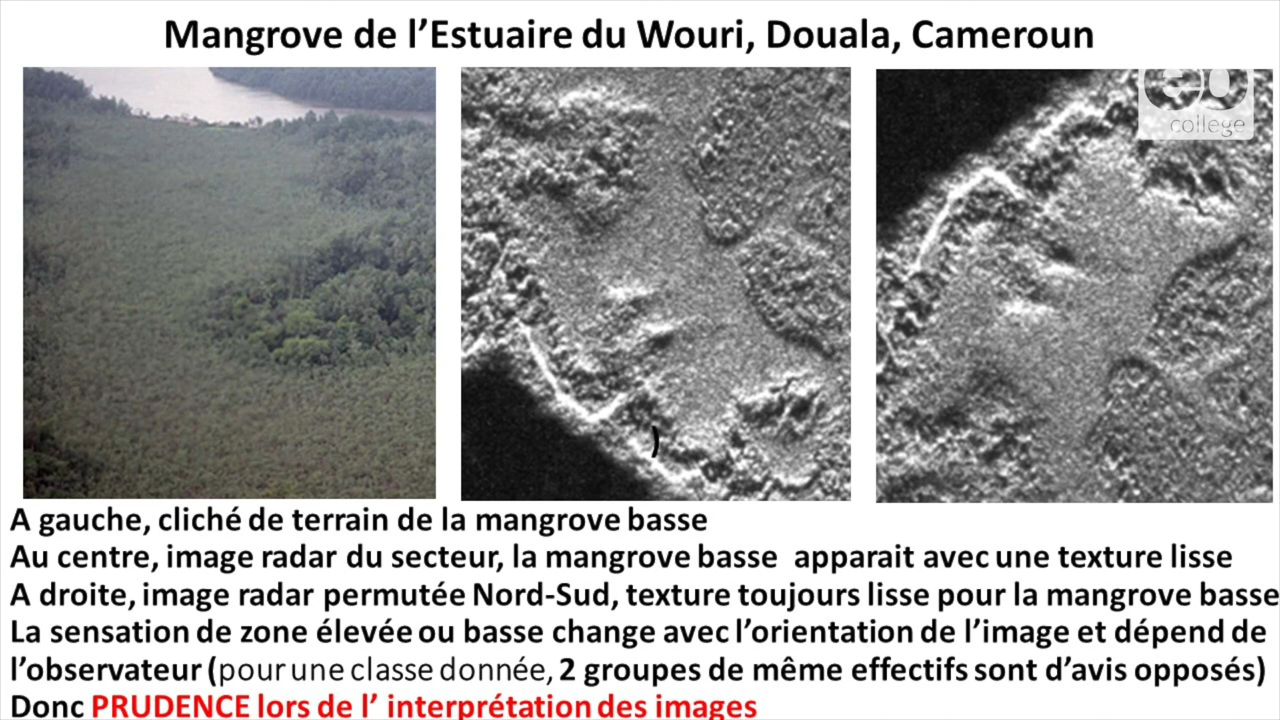 Mangrove de l’Estuaire du Wouri, Douala, Cameroun
eo
college
)
A gauche, cliché de terrain de la mangrove basse
Au centre, image radar du secteur, la mangrove basse apparait avec une texture lisse
A droite, image radar permutée Nord-Sud, texture toujours lisse pour la mangrove basse
La sensation de zone élevée ou basse change avec l’orientation de l’image et dépend de
l’observateur (pour une classe donnée, 2 groupes de même effectifs sont d’avis opposés)
Donc PRUDENCE lors de l’ interprétation des images